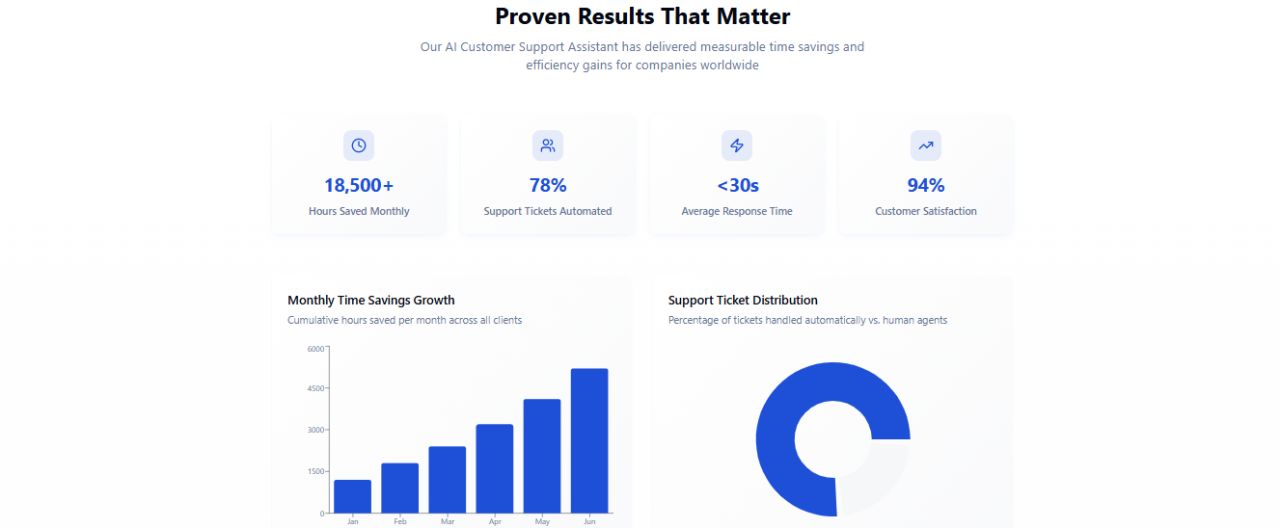 Proven Results That Matter
Our AI Customer Support Assistant has delivered measurable time savings and
efficiency gains for companies worldwide
18,500+
Hours Saved Monthly
78%
Support Tickets Automated
<30s
Average Response Time
94%
Customer Satisfaction
Monthly Time Savings Growth
Cumulative hours saved per month across all clients
6000
4500
3000
1500
0
Jan Feb Mar Apr May Jun
Support Ticket Distribution
Percentage of tickets handled automatically vs. human agents